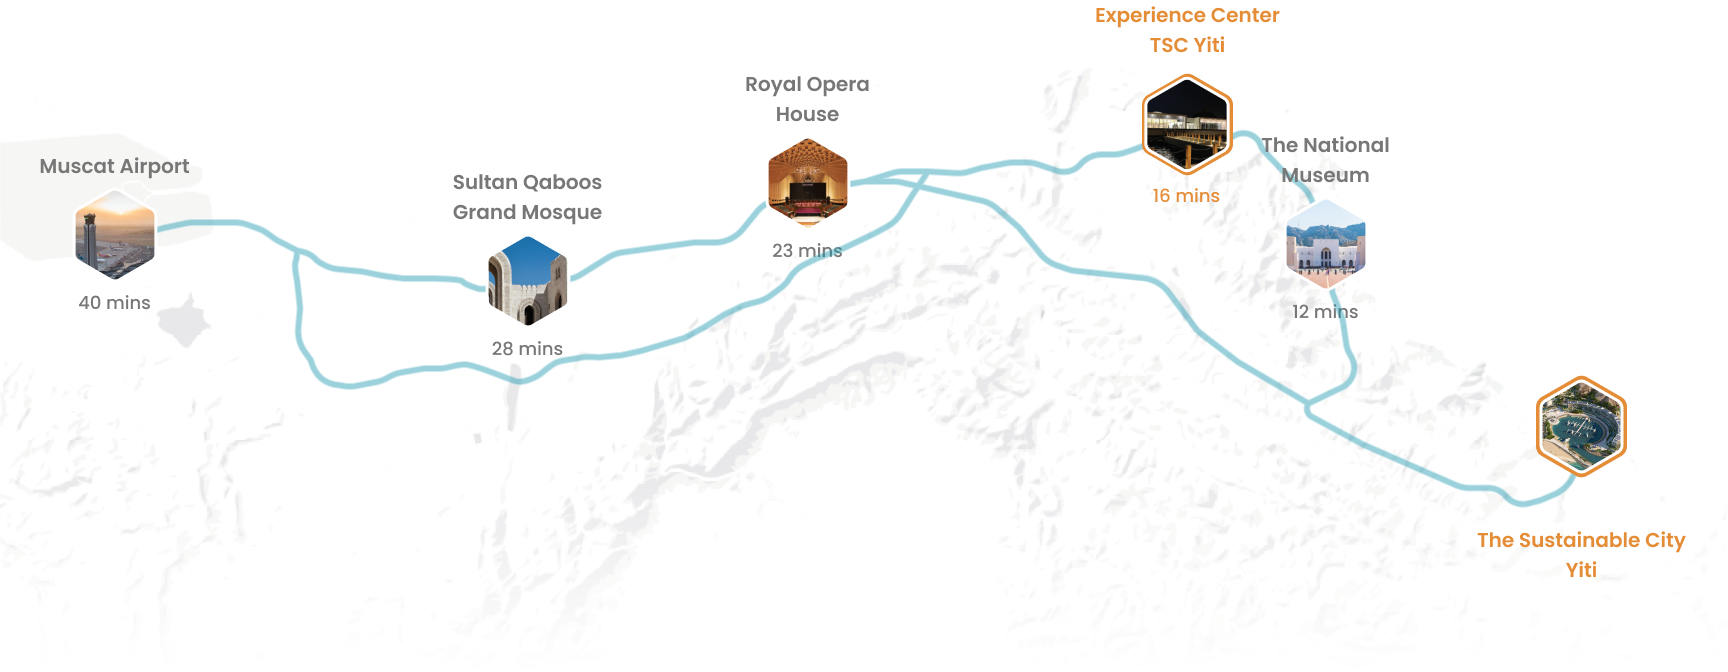 Muscat Airport
40 mins
Sultan Qaboos
Grand Mosque
28 mins
Royal Opera
House
23 mins
Experience Center
TSC Yiti
16 mins
The National
Museum
12 mins
The Sustainable City
Yiti